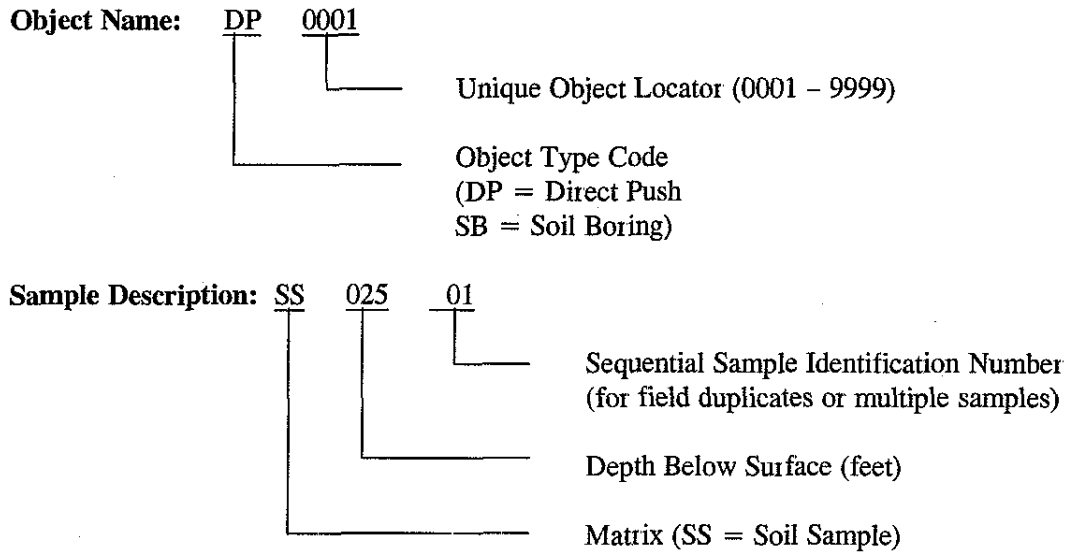 Object Name: DP 0001
Unique Object Locator (0001 – 9999)
Object Type Code
(DP = Direct Push
SB = Soil Boring)
Sample Description: SS 025 01
Sequential Sample Identification Number
(for field duplicates or multiple samples)
Depth Below Surface (feet)
Matrix (SS = Soil Sample)